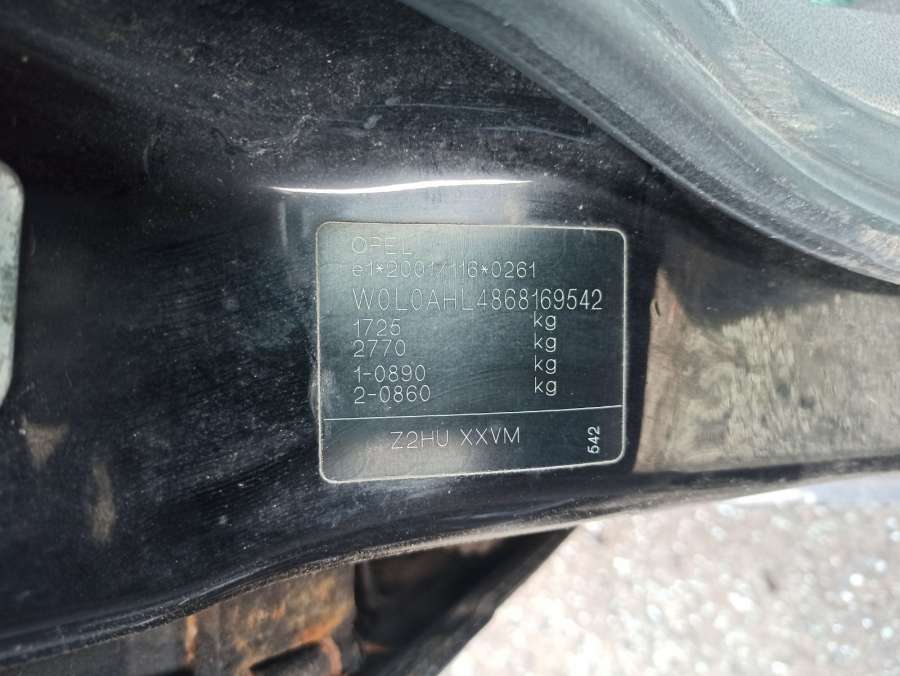 OPEL
e1*2001/116*0261
W0L0AHL4868169542
1725 kg
2770 kg
1-0890 kg
2-0860 kg
Z2HU XXVM
542